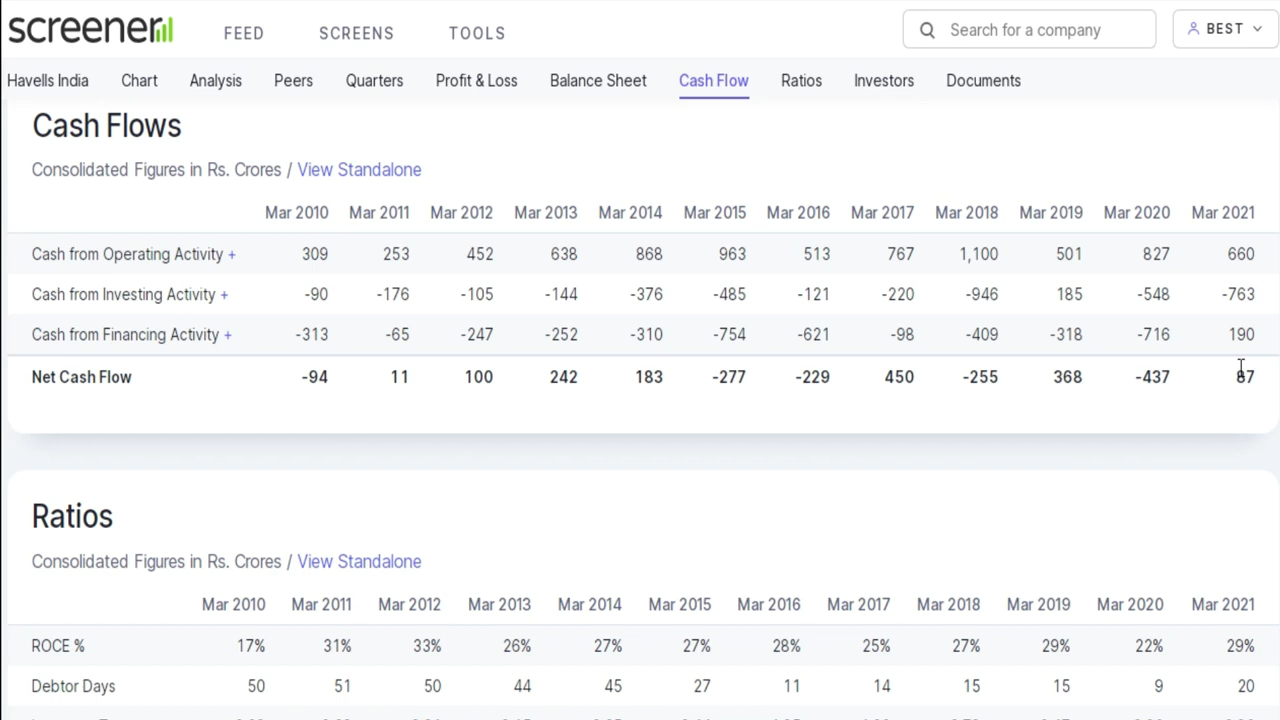 screener FEED SCREENS TOOLS Search for a company BEST
Havells India Chart Analysis Peers Quarters Profit & Loss Balance Sheet Cash Flow Ratios Investors Documents
Cash Flows
Consolidated Figures in Rs. Crores / View Standalone
Mar 2010 Mar 2011 Mar 2012 Mar 2013 Mar 2014 Mar 2015 Mar 2016 Mar 2017 Mar 2018 Mar 2019 Mar 2020 Mar 2021
Cash from Operating Activity + 309 253 452 638 868 963 513 767 1,100 501 827 660
Cash from Investing Activity + -90 -176 -105 -144 -376 -485 -121 -220 -946 185 -548 -763
Cash from Financing Activity + -313 -65 -247 -252 -310 -754 -621 -98 -409 -318 -716 190
Net Cash Flow -94 11 100 242 183 -277 -229 450 -255 368 -437 87
Ratios
Consolidated Figures in Rs. Crores / View Standalone
Mar 2010 Mar 2011 Mar 2012 Mar 2013 Mar 2014 Mar 2015 Mar 2016 Mar 2017 Mar 2018 Mar 2019 Mar 2020 Mar 2021
ROCE % 17% 31% 33% 26% 27% 27% 28% 25% 27% 29% 22% 29%
Debtor Days 50 51 50 44 45 27 11 14 15 15 9 20